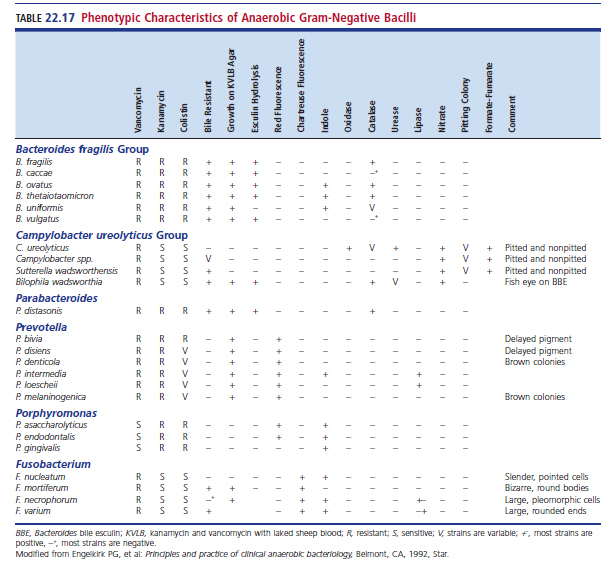 TABLE 22.17 Phenotypic Characteristics of Anaerobic Gram-Negative Bacilli
Vancomycin Kanamycin Colistin Bile Resistant Growth on KVLB Agar Esculin Hydrolysis Red Fluorescence Chartreuse Fluorescence Indole Oxidase Catalase Urease Lipase Nitrate Pitting Colony Formate-Fumarate Comment
Bacteroides fragilis Group
B. fragilis R R R + + + – – – – + – – – – –
B. caccae R R R + + + – – – – –⁺ – – – – –
B. ovatus R R R + + + – – + – + – – – – –
B. thetaiotaomicron R R R + + + – – + – + – – – – –
B. uniformis R R R + + – – – + – V – – – – –
B. vulgatus R R R + + + – – – – –⁺ – – – – –
Campylobacter ureolyticus Group
C. ureolyticus R S S – – – – – – + V + – + V + Pitted and nonpitted
Campylobacter spp. R S S V – – – – – – – – – + V + Pitted and nonpitted
Sutterella wadsworthensis R S S + – – – – – – – – – + V + Pitted and nonpitted
Bilophila wadsworthia R S S + + + – – – – + V – + – Fish eye on BBE
Parabacteroides
P. distasonis R R R + + + – – – – + – – – – –
Prevotella
P. bivia R R R – + – + – – – – – – – – – Delayed pigment
P. disiens R R V – + – + – – – – – – – – – Delayed pigment
P. denticola R R V – + – + – – – – – – – – – Brown colonies
P. intermedia R R V – + – + – + – – – + – – –
P. loescheii R R V – + – + – – – – – + – – –
P. melaninogenica R R V – + – + – – – – – – – – – Brown colonies
Porphyromonas
P. asaccharolyticus S R R – – – + – + – – – – – – –
P. endodontalis S R R – – – + – + – – – – – – –
P. gingivalis S R R – – – – – + – – – – – – –
Fusobacterium
F. nucleatum R S S – – – – + + – – – – – – – Slender, pointed cells
F. mortiferum R S S + + – – + – – – – – – – – Bizarre, round bodies
F. necrophorum R S S –⁺ + – – + + – – – +– – – – Large, pleomorphic cells
F. varium R S S + – – + + – – – –+ – – – Large, rounded ends
BBE, Bacteroides bile esculin; KVLB, kanamycin and vancomycin with laked sheep blood; R, resistant; S, sensitive; V, strains are variable; +⁻, most strains are
positive, –⁺, most strains are negative.
Modified from Engelkirk PG, et al: Principles and practice of clinical anaerobic bacteriology, Belmont, CA, 1992, Star.